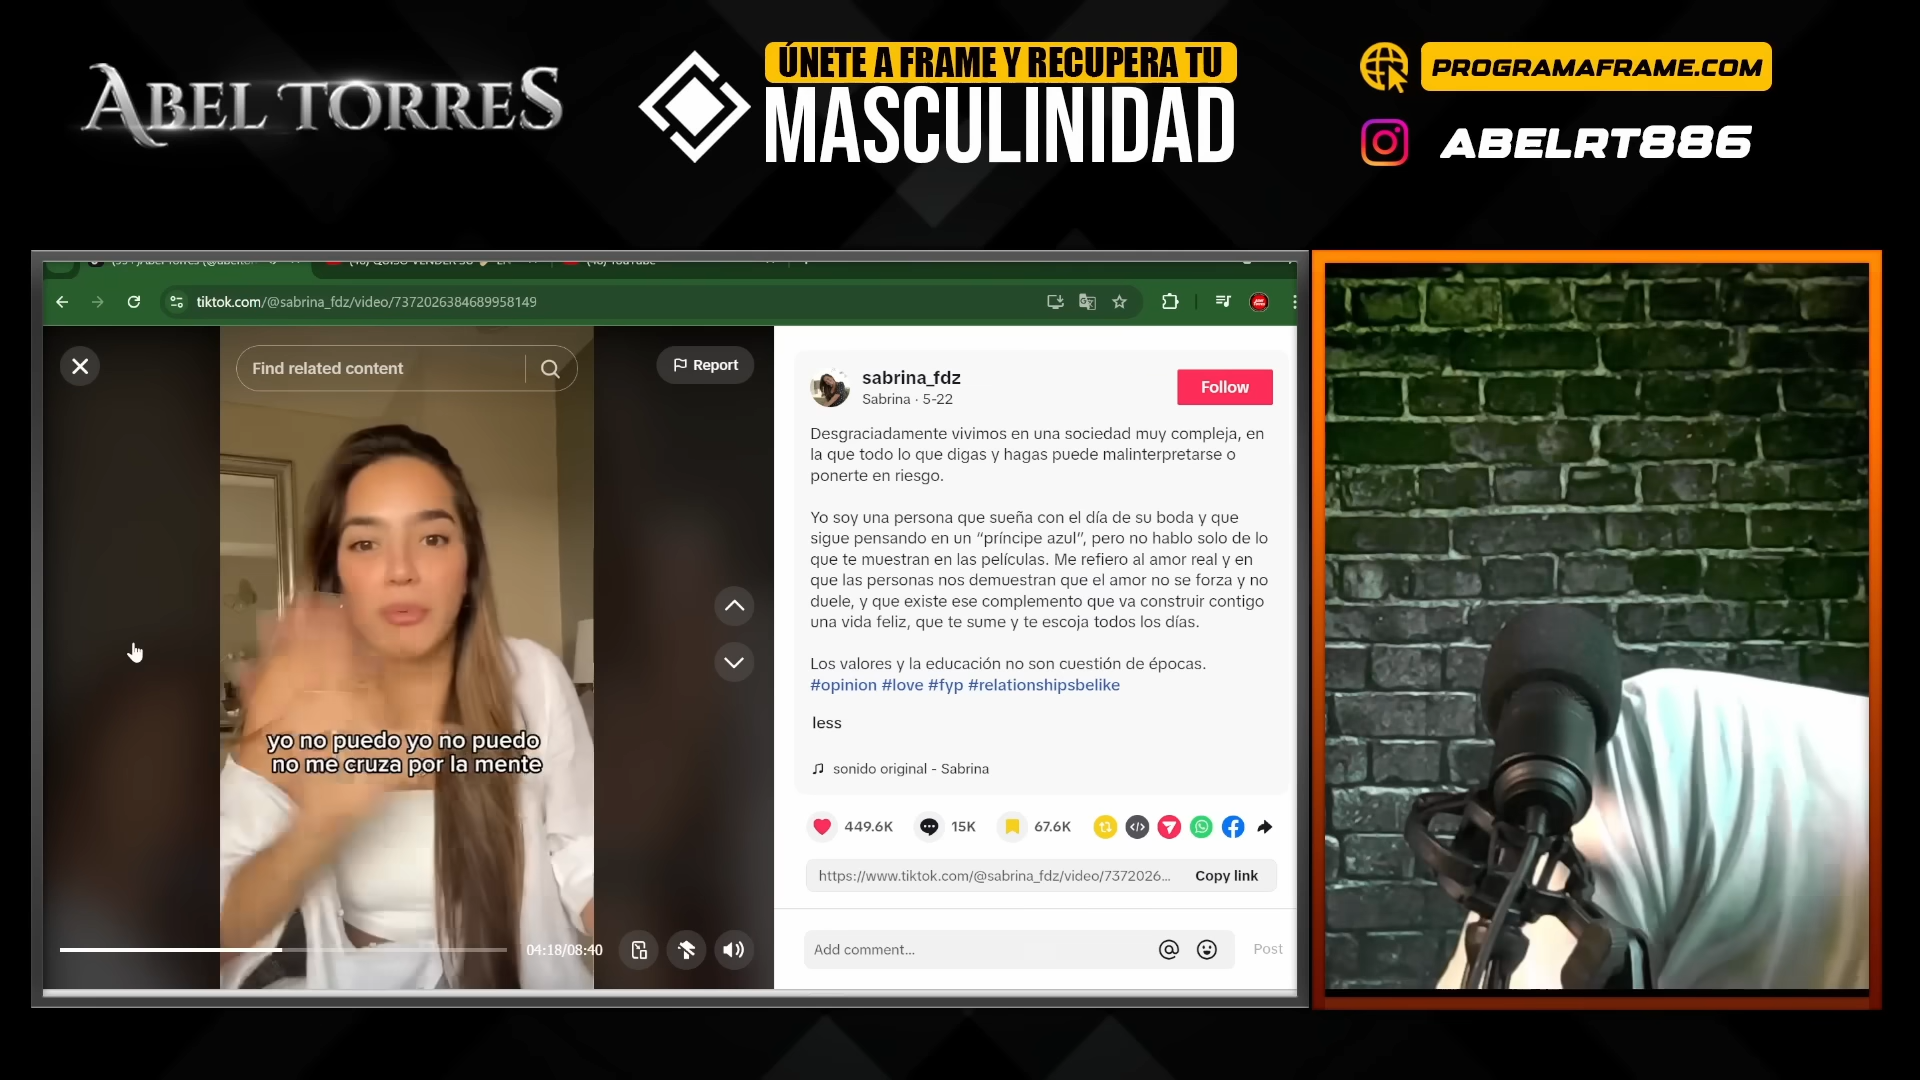 ABEL TORRES
ÚNETE A FRAME Y RECUPERA TU
MASCULINIDAD
PROGRAMAFRAME.COM
ABELRT886
tiktok.com/@sabrina_fdz/video/7372026384689958149
Find related content
Report
sabrina_fdz
Sabrina · 5-22
Follow
Desgraciadamente vivimos en una sociedad muy compleja, en
la que todo lo que digas y hagas puede malinterpretarse o
ponerte en riesgo.
Yo soy una persona que sueña con el día de su boda y que
sigue pensando en un “príncipe azul”, pero no hablo solo de lo
que te muestran en las películas. Me refiero al amor real y en
que las personas nos demuestran que el amor no se forza y no
duele, y que existe ese complemento que va construir contigo
una vida feliz, que te sume y te escoja todos los días.
Los valores y la educación no son cuestión de épocas.
#opinion #love #fyp #relationshipsbelike
less
sonido original - Sabrina
449.6K
15K
67.6K
https://www.tiktok.com/@sabrina_fdz/video/7372026...
Copy link
Add comment...
Post
yo no puedo yo no puedo
no me cruza por la mente
04:18/08:40